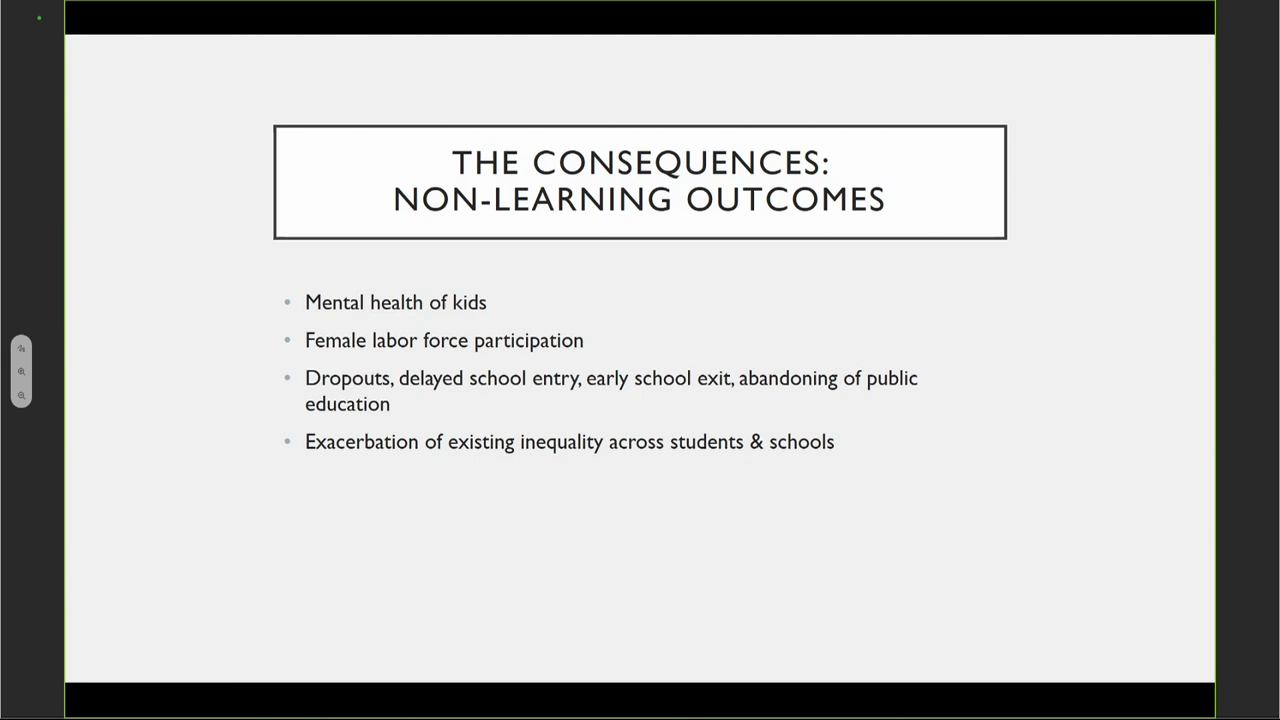 THE CONSEQUENCES:
NON-LEARNING OUTCOMES
• Mental health of kids
• Female labor force participation
• Dropouts, delayed school entry, early school exit, abandoning of public
education
• Exacerbation of existing inequality across students & schools